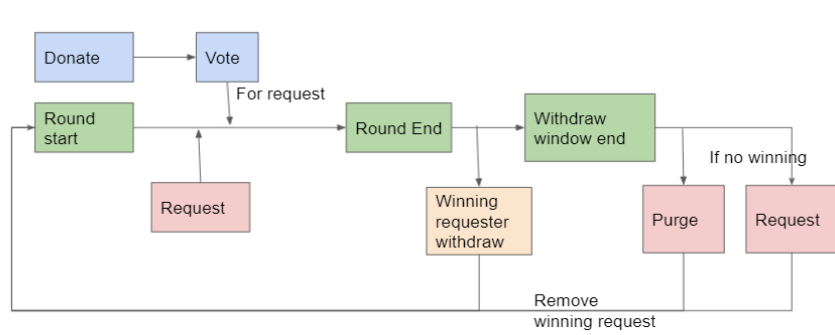 Donate
Vote
For request
Round
start
Round End
Withdraw
window end
If no winning
Request
Winning
requester
withdraw
Purge
Request
Remove
winning request